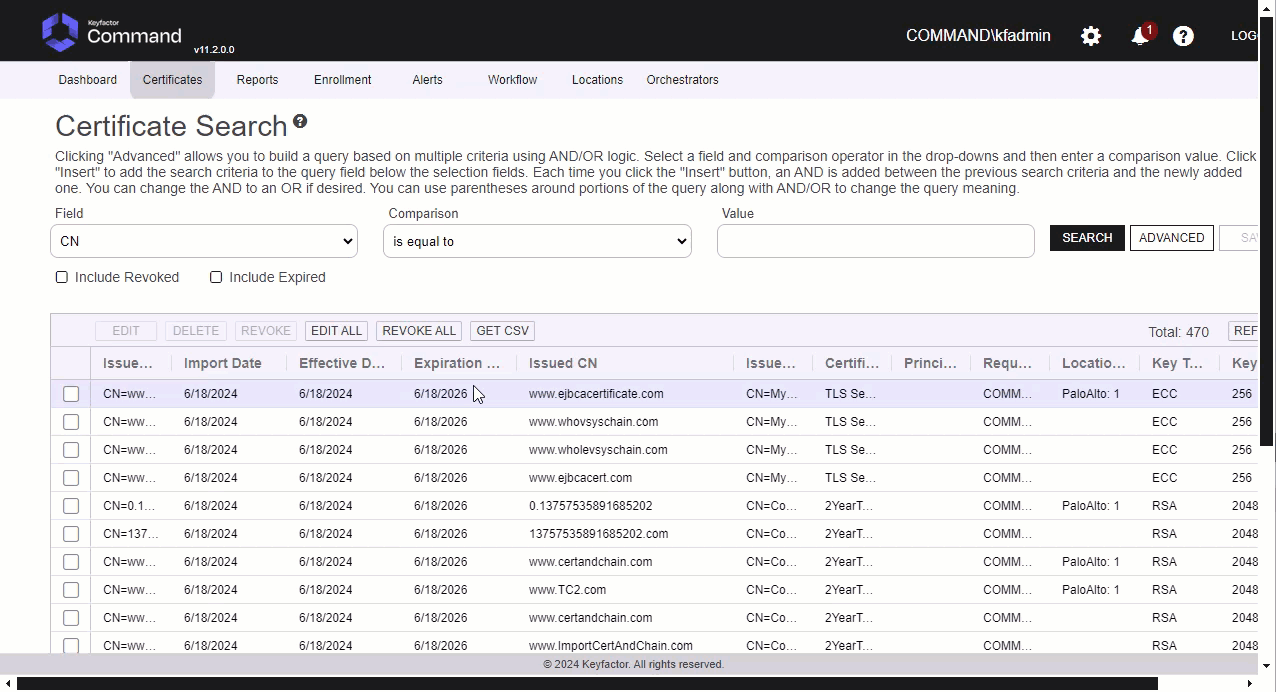 Keyfactor
Command
v11.2.0.0
COMMAND\kfadmin
1
LOG
Dashboard Certificates Reports Enrollment Alerts Workflow Locations Orchestrators
Certificate Search
Clicking "Advanced" allows you to build a query based on multiple criteria using AND/OR logic. Select a field and comparison operator in the drop-downs and then enter a comparison value. Click
"Insert" to add the search criteria to the query field below the selection fields. Each time you click the "Insert" button, an AND is added between the previous search criteria and the newly added
one. You can change the AND to an OR if desired. You can use parentheses around portions of the query along with AND/OR to change the query meaning.
Field Comparison Value
CN is equal to SEARCH ADVANCED SAV
Include Revoked Include Expired
EDIT DELETE REVOKE EDIT ALL REVOKE ALL GET CSV Total: 470 REF
Issue... Import Date Effective D... Expiration ... Issued CN Issue... Certifi... Princi... Requ... Locatio... Key T... Key
CN=ww... 6/18/2024 6/18/2024 6/18/2026 www.ejbcacertificate.com CN=My... TLS Se... COMM... PaloAlto: 1 ECC 256
CN=ww... 6/18/2024 6/18/2024 6/18/2026 www.whovsyschain.com CN=My... TLS Se... COMM... ECC 256
CN=ww... 6/18/2024 6/18/2024 6/18/2026 www.wholevsyschain.com CN=My... TLS Se... COMM... ECC 256
CN=ww... 6/18/2024 6/18/2024 6/18/2026 www.ejbcacert.com CN=My... TLS Se... COMM... ECC 256
CN=0.1... 6/18/2024 6/18/2024 6/18/2026 0.13757535891685202 CN=Co... 2YearT... COMM... PaloAlto: 1 RSA 2048
CN=137... 6/18/2024 6/18/2024 6/18/2026 13757535891685202.com CN=Co... 2YearT... COMM... RSA 2048
CN=ww... 6/18/2024 6/18/2024 6/18/2026 www.certandchain.com CN=Co... 2YearT... COMM... PaloAlto: 1 RSA 2048
CN=ww... 6/18/2024 6/18/2024 6/18/2026 www.TC2.com CN=Co... 2YearT... COMM... PaloAlto: 1 RSA 2048
CN=ww... 6/18/2024 6/18/2024 6/18/2026 www.certandchain.com CN=Co... 2YearT... COMM... RSA 2048
CN=ww... 6/18/2024 6/18/2024 6/18/2026 www.ImportCertAndChain.com CN=Co... 2YearT... COMM... RSA 2048
© 2024 Keyfactor. All rights reserved.